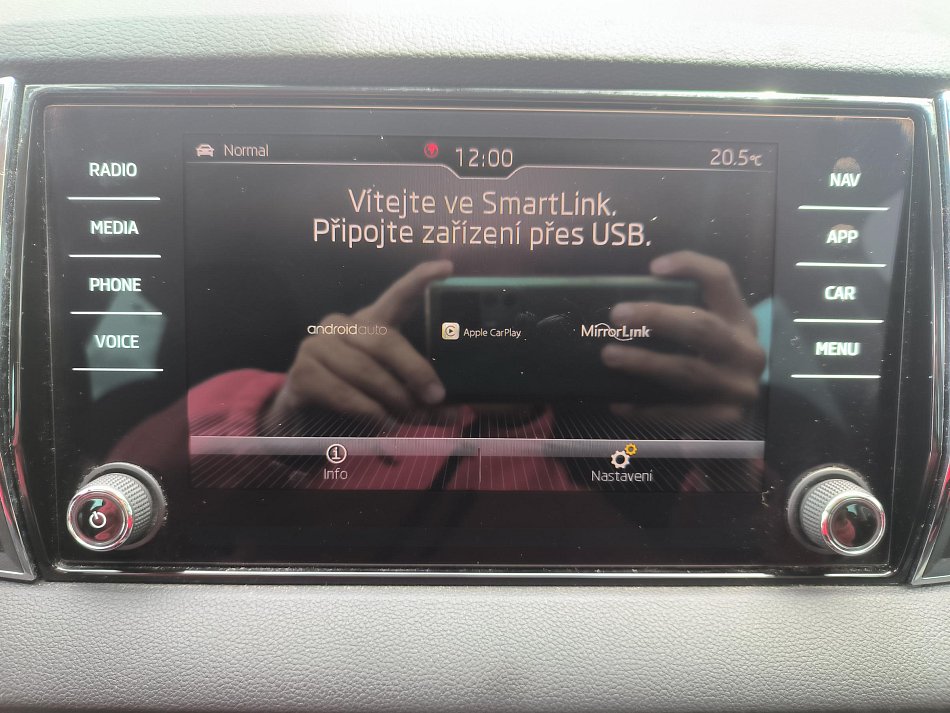 Normal
12:00
20.5°C
RADIO
MEDIA
PHONE
VOICE
Vítejte ve SmartLink.
Připojte zařízení přes USB.
androidauto
Apple CarPlay
MirrorLink
Info
Nastavení
NAV
APP
CAR
MENU